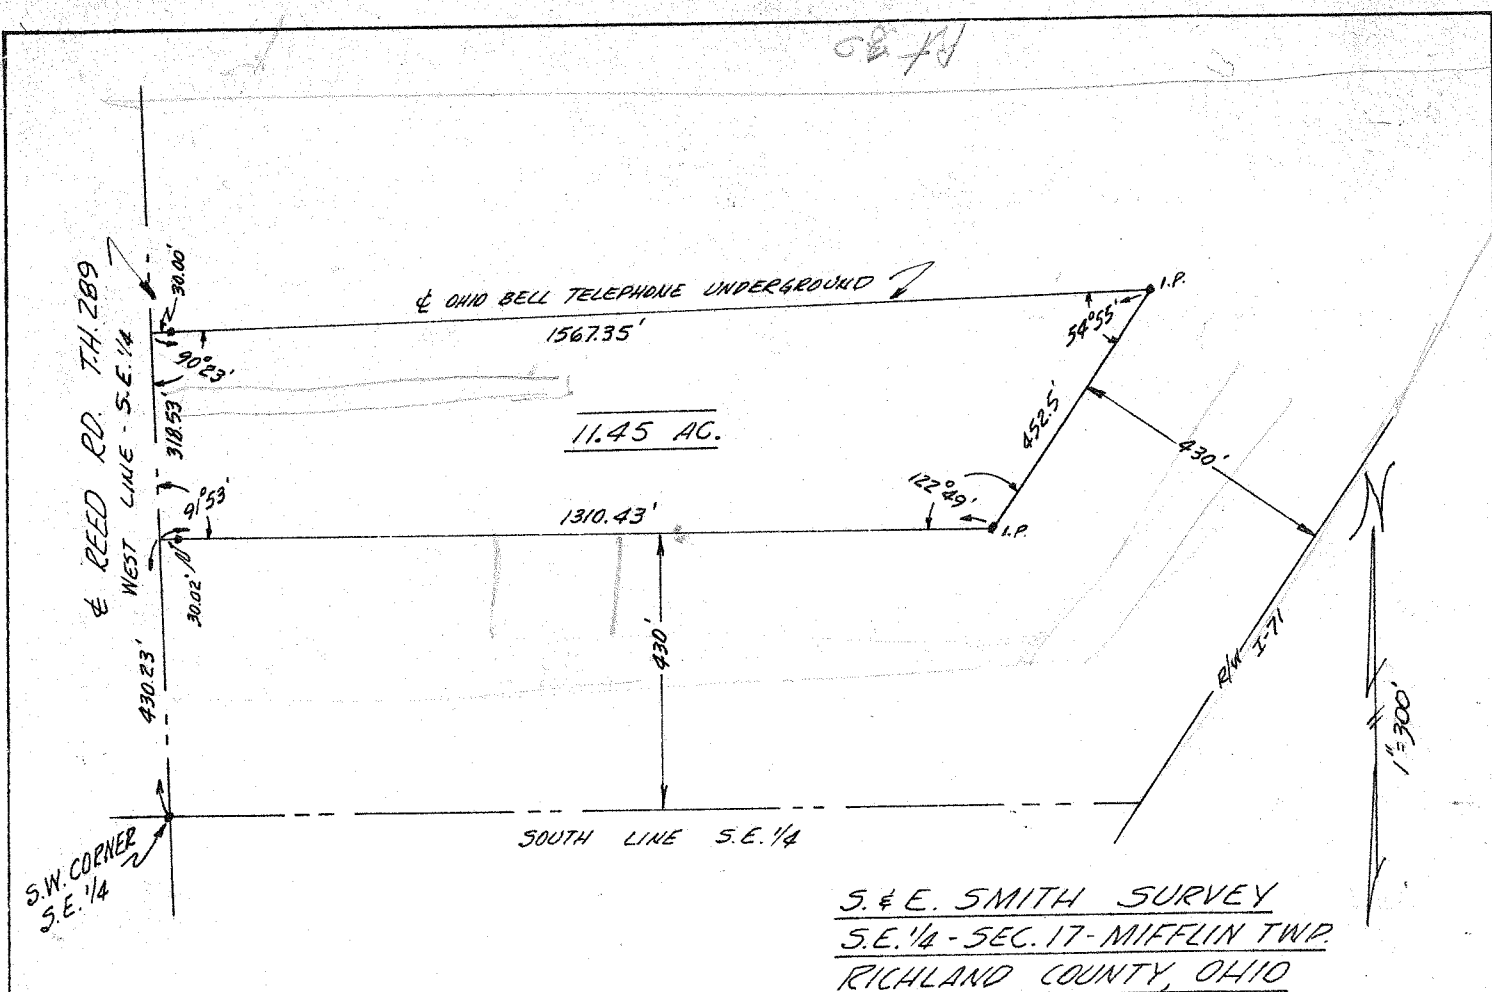 Rt 30
30.00'
℄ OHIO BELL TELEPHONE UNDERGROUND
I.P.
1567.35'
54°55'
90°23'
℄ REED RD. T.H. 289
WEST LINE - S.E. 1/4
318.53'
11.45 AC.
452.5'
430'
91°53'
122°49'
1310.43'
I.P.
30.02'
430.23'
430'
R/W I-71
1"=300'
SOUTH LINE S.E. 1/4
S.W. CORNER
S.E. 1/4
S. & E. SMITH SURVEY
S.E. 1/4 - SEC. 17 - MIFFLIN TWP.
RICHLAND COUNTY, OHIO